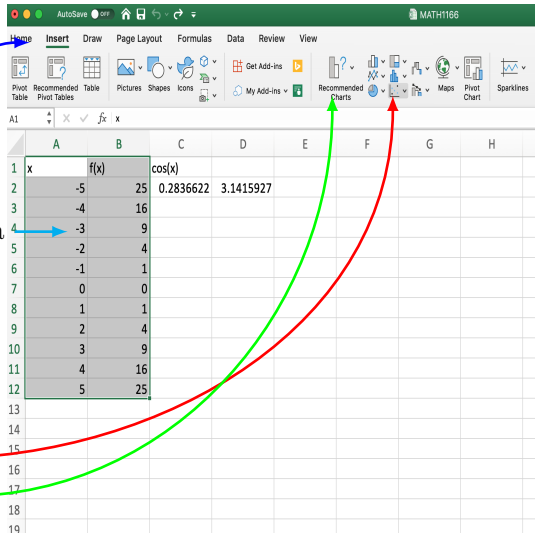 AutoSave OFF MATH1166
Home Insert Draw Page Layout Formulas Data Review View
Pivot Table Recommended Pivot Tables Table Pictures Shapes Icons Get Add-ins My Add-ins Recommended Charts Maps Pivot Chart Sparklines
A1 fx x
A B C D E F G H
1 x f(x) cos(x)
2 -5 25 0.2836622 3.1415927
3 -4 16
4 -3 9
5 -2 4
6 -1 1
7 0 0
8 1 1
9 2 4
10 3 9
11 4 16
12 5 25
13
14
15
16
17
18
19